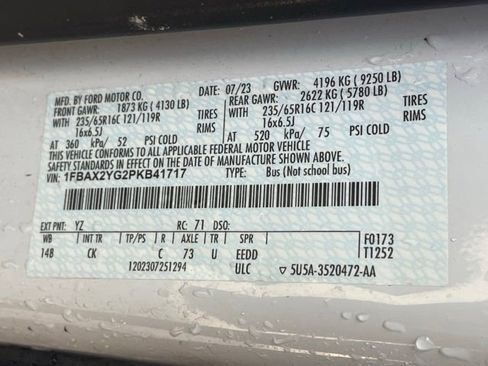 MFD. BY FORD MOTOR CO. DATE: 07/23 GVWR: 4196 KG ( 9250 LB)
FRONT GAWR: 1873 KG ( 4130 LB) REAR GAWR: 2622 KG ( 5780 LB)
WITH WITH
235/65R16C 121/119R TIRES 235/65R16C 121/119R TIRES
16x6.5J RIMS 16x6.5J RIMS
AT 360 kPa/ 52 PSI COLD AT 520 kPa/ 75 PSI COLD
THIS VEHICLE CONFORMS TO ALL APPLICABLE FEDERAL MOTOR VEHICLE
SAFETY STANDARDS IN EFFECT ON THE DATE OF MANUFACTURE SHOWN ABOVE.
VIN: 1FBAX2YG2PKB41717 TYPE: Bus (Not school bus)
EXT PNT: YZ RC: 71 DSO:
WB INT TR TP/PS R AXLE TR SPR F0173
148 CK C 73 U EEDD T1252
1202307251294 ULC 5U5A-3520472-AA